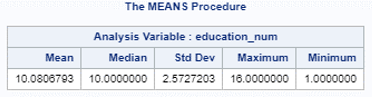 The MEANS Procedure
Analysis Variable : education_num
Mean Median Std Dev Maximum Minimum
10.0806793 10.0000000 2.5727203 16.0000000 1.0000000